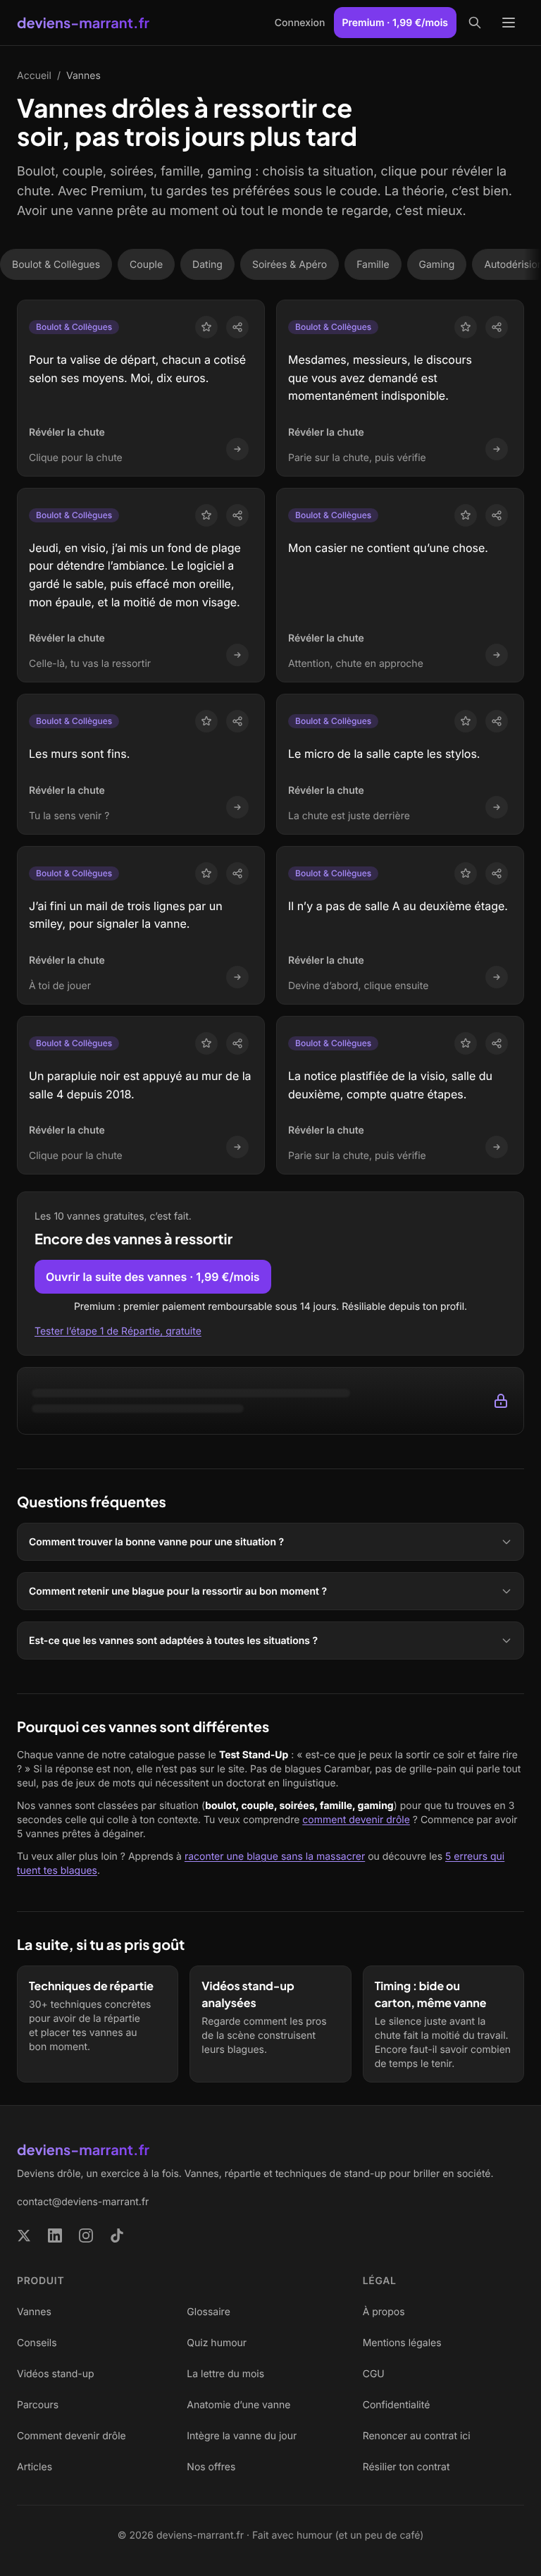 deviens-marrant.fr
Connexion
Premium · 1,99 €/mois
Accueil / Vannes
Vannes drôles à ressortir ce
soir, pas trois jours plus tard
Boulot, couple, soirées, famille, gaming : choisis ta situation, clique pour révéler la
chute. Avec Premium, tu gardes tes préférées sous le coude. La théorie, c’est bien.
Avoir une vanne prête au moment où tout le monde te regarde, c’est mieux.
Boulot & Collègues
Couple
Dating
Soirées & Apéro
Famille
Gaming
Autodérision
Boulot & Collègues
Pour ta valise de départ, chacun a cotisé
selon ses moyens. Moi, dix euros.
Révéler la chute
Clique pour la chute
Boulot & Collègues
Mesdames, messieurs, le discours
que vous avez demandé est
momentanément indisponible.
Révéler la chute
Parie sur la chute, puis vérifie
Boulot & Collègues
Jeudi, en visio, j’ai mis un fond de plage
pour détendre l’ambiance. Le logiciel a
gardé le sable, puis effacé mon oreille,
mon épaule, et la moitié de mon visage.
Révéler la chute
Celle-là, tu vas la ressortir
Boulot & Collègues
Mon casier ne contient qu’une chose.
Révéler la chute
Attention, chute en approche
Boulot & Collègues
Les murs sont fins.
Révéler la chute
Tu la sens venir ?
Boulot & Collègues
Le micro de la salle capte les stylos.
Révéler la chute
La chute est juste derrière
Boulot & Collègues
J’ai fini un mail de trois lignes par un
smiley, pour signaler la vanne.
Révéler la chute
À toi de jouer
Boulot & Collègues
Il n’y a pas de salle A au deuxième étage.
Révéler la chute
Devine d’abord, clique ensuite
Boulot & Collègues
Un parapluie noir est appuyé au mur de la
salle 4 depuis 2018.
Révéler la chute
Clique pour la chute
Boulot & Collègues
La notice plastifiée de la visio, salle du
deuxième, compte quatre étapes.
Révéler la chute
Parie sur la chute, puis vérifie
Les 10 vannes gratuites, c’est fait.
Encore des vannes à ressortir
Ouvrir la suite des vannes · 1,99 €/mois
Premium : premier paiement remboursable sous 14 jours. Résiliable depuis ton profil.
Tester l’étape 1 de Répartie, gratuite
Questions fréquentes
Comment trouver la bonne vanne pour une situation ?
Comment retenir une blague pour la ressortir au bon moment ?
Est-ce que les vannes sont adaptées à toutes les situations ?
Pourquoi ces vannes sont différentes
Chaque vanne de notre catalogue passe le Test Stand-Up : « est-ce que je peux la sortir ce soir et faire rire
? » Si la réponse est non, elle n’est pas sur le site. Pas de blagues Carambar, pas de grille-pain qui parle tout
seul, pas de jeux de mots qui nécessitent un doctorat en linguistique.
Nos vannes sont classées par situation (boulot, couple, soirées, famille, gaming) pour que tu trouves en 3
secondes celle qui colle à ton contexte. Tu veux comprendre comment devenir drôle ? Commence par avoir
5 vannes prêtes à dégainer.
Tu veux aller plus loin ? Apprends à raconter une blague sans la massacrer ou découvre les 5 erreurs qui
tuent tes blagues.
La suite, si tu as pris goût
Techniques de répartie
30+ techniques concrètes
pour avoir de la répartie
et placer tes vannes au
bon moment.
Vidéos stand-up
analysées
Regarde comment les pros
de la scène construisent
leurs blagues.
Timing : bide ou
carton, même vanne
Le silence juste avant la
chute fait la moitié du travail.
Encore faut-il savoir combien
de temps le tenir.
deviens-marrant.fr
Deviens drôle, un exercice à la fois. Vannes, répartie et techniques de stand-up pour briller en société.
contact@deviens-marrant.fr
PRODUIT
Vannes
Conseils
Vidéos stand-up
Parcours
Comment devenir drôle
Articles
Glossaire
Quiz humour
La lettre du mois
Anatomie d’une vanne
Intègre la vanne du jour
Nos offres
LÉGAL
À propos
Mentions légales
CGU
Confidentialité
Renoncer au contrat ici
Résilier ton contrat
© 2026 deviens-marrant.fr · Fait avec humour (et un peu de café)